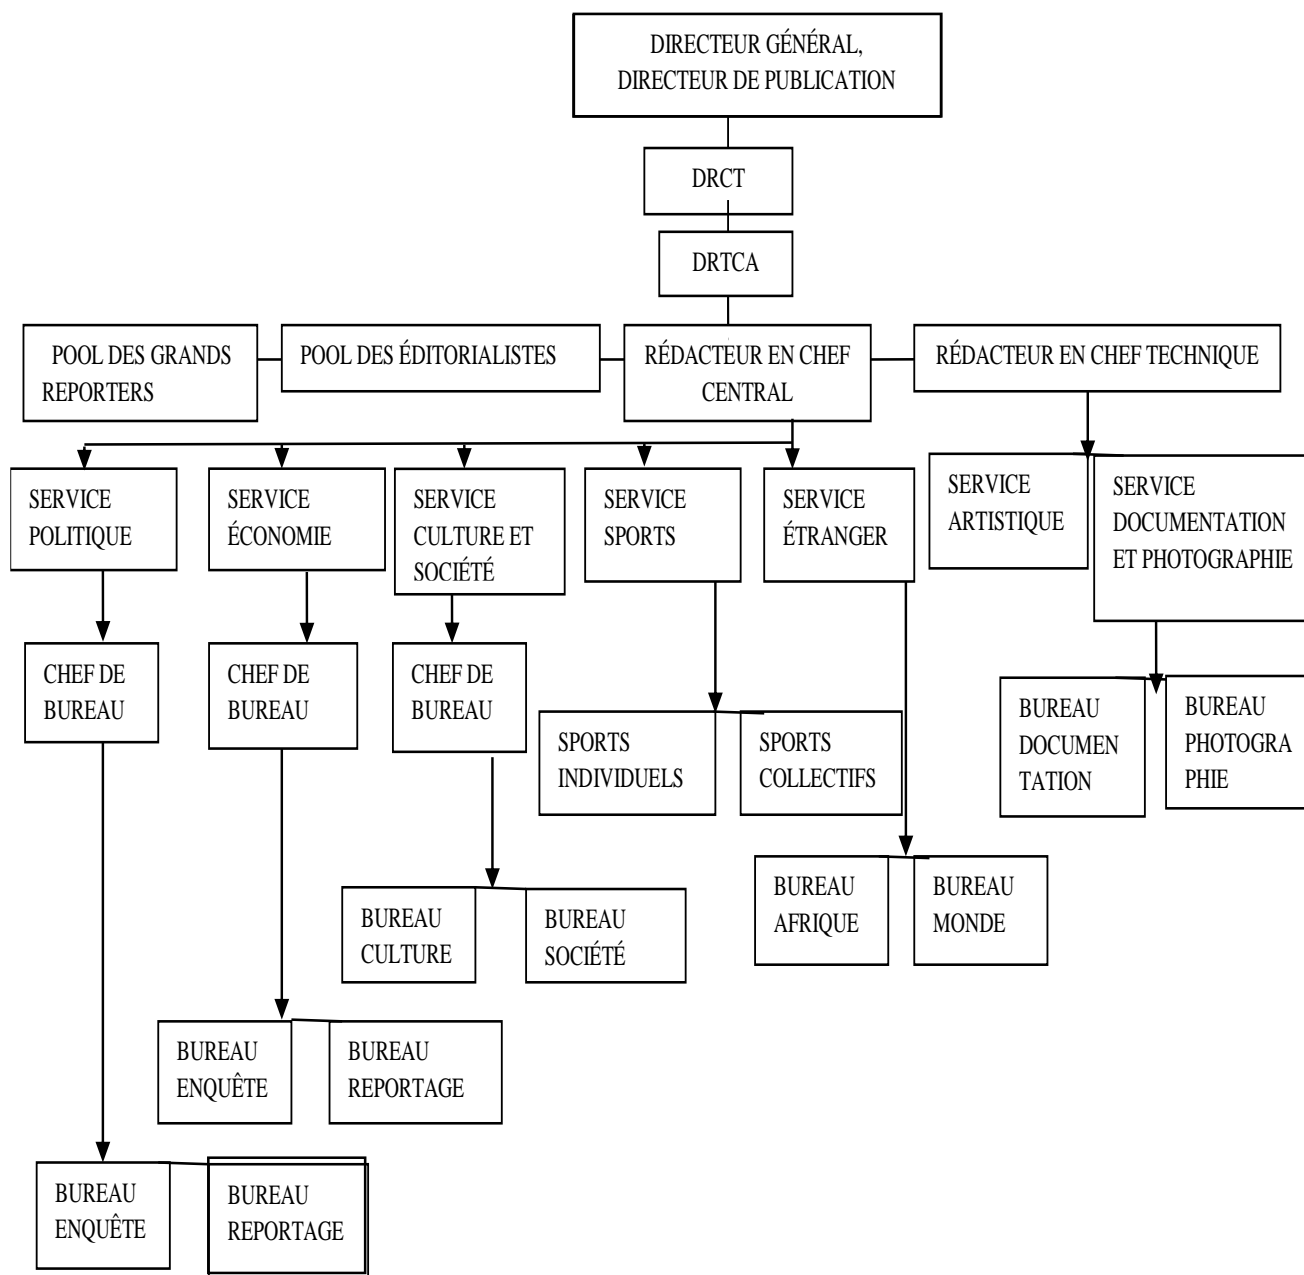 DIRECTEUR GÉNÉRAL,
DIRECTEUR DE PUBLICATION
DRCT
DRTCA
POOL DES GRANDS
REPORTERS
POOL DES ÉDITORIALISTES
RÉDACTEUR EN CHEF
CENTRAL
RÉDACTEUR EN CHEF TECHNIQUE
SERVICE
POLITIQUE
SERVICE
ÉCONOMIE
SERVICE
CULTURE ET
SOCIÉTÉ
SERVICE
SPORTS
SERVICE
ÉTRANGER
SERVICE
ARTISTIQUE
SERVICE
DOCUMENTATION
ET PHOTOGRAPHIE
CHEF DE
BUREAU
CHEF DE
BUREAU
CHEF DE
BUREAU
SPORTS
INDIVIDUELS
SPORTS
COLLECTIFS
BUREAU
DOCUMEN
TATION
BUREAU
PHOTOGRA
PHIE
BUREAU
CULTURE
BUREAU
SOCIÉTÉ
BUREAU
AFRIQUE
BUREAU
MONDE
BUREAU
ENQUÊTE
BUREAU
REPORTAGE
BUREAU
ENQUÊTE
BUREAU
REPORTAGE